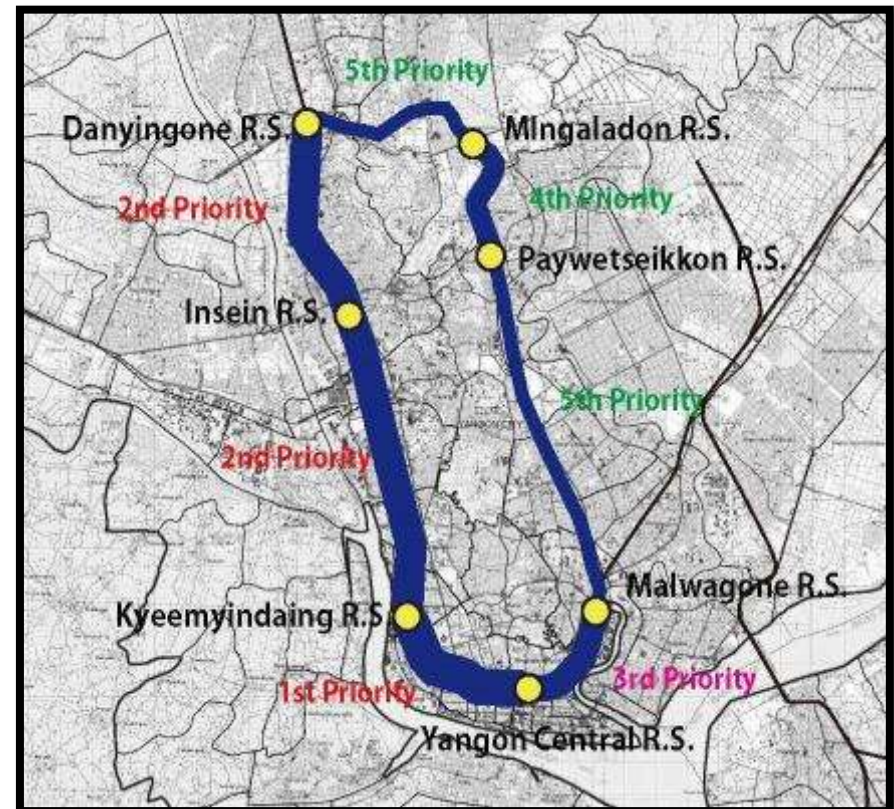 5th Priority
Danyingone R.S.
MIngaladon R.S.
2nd Priority
4th Priority
Paywetseikkon R.S.
Insein R.S.
5th Priority
2nd Priority
Malwagone R.S.
Kyeemyindaing R.S.
1st Priority
3rd Priority
Yangon Central R.S.